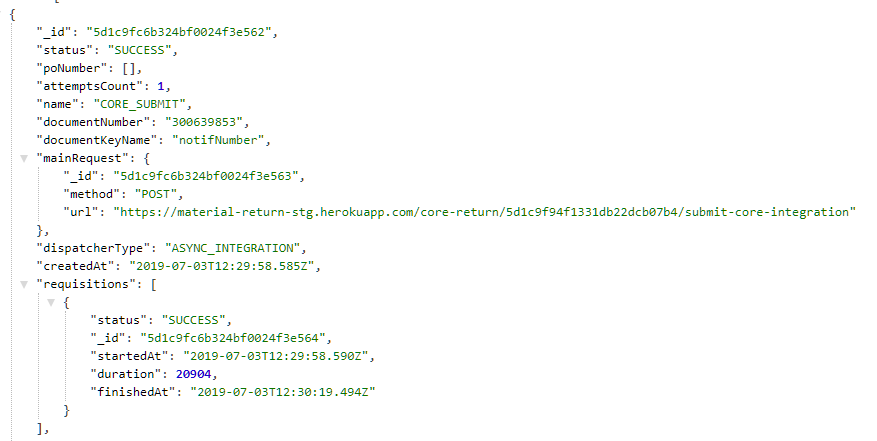 {
"_id": "5d1c9fc6b324bf0024f3e562",
"status": "SUCCESS",
"poNumber": [],
"attemptsCount": 1,
"name": "CORE_SUBMIT",
"documentNumber": "300639853",
"documentKeyName": "notifNumber",
"mainRequest": {
"_id": "5d1c9fc6b324bf0024f3e563",
"method": "POST",
"url": "https://material-return-stg.herokuapp.com/core-return/5d1c9f94f1331db22dcb07b4/submit-core-integration"
},
"dispatcherType": "ASYNC_INTEGRATION",
"createdAt": "2019-07-03T12:29:58.585Z",
"requisitions": [
{
"status": "SUCCESS",
"_id": "5d1c9fc6b324bf0024f3e564",
"startedAt": "2019-07-03T12:29:58.590Z",
"duration": 20904,
"finishedAt": "2019-07-03T12:30:19.494Z"
}
],